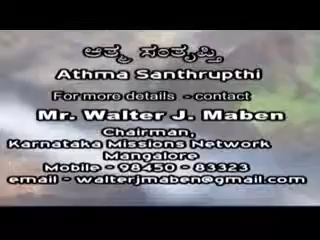 ಆತ್ಮ ಸಂತೃಪ್ತಿ
Athma Santhrupthi
For more details - contact
Mr. Walter J. Maben
Chairman,
Karnataka Missions Network
Mangalore
Mobile - 98450 - 83323
email - walterjmaben@gmail.com